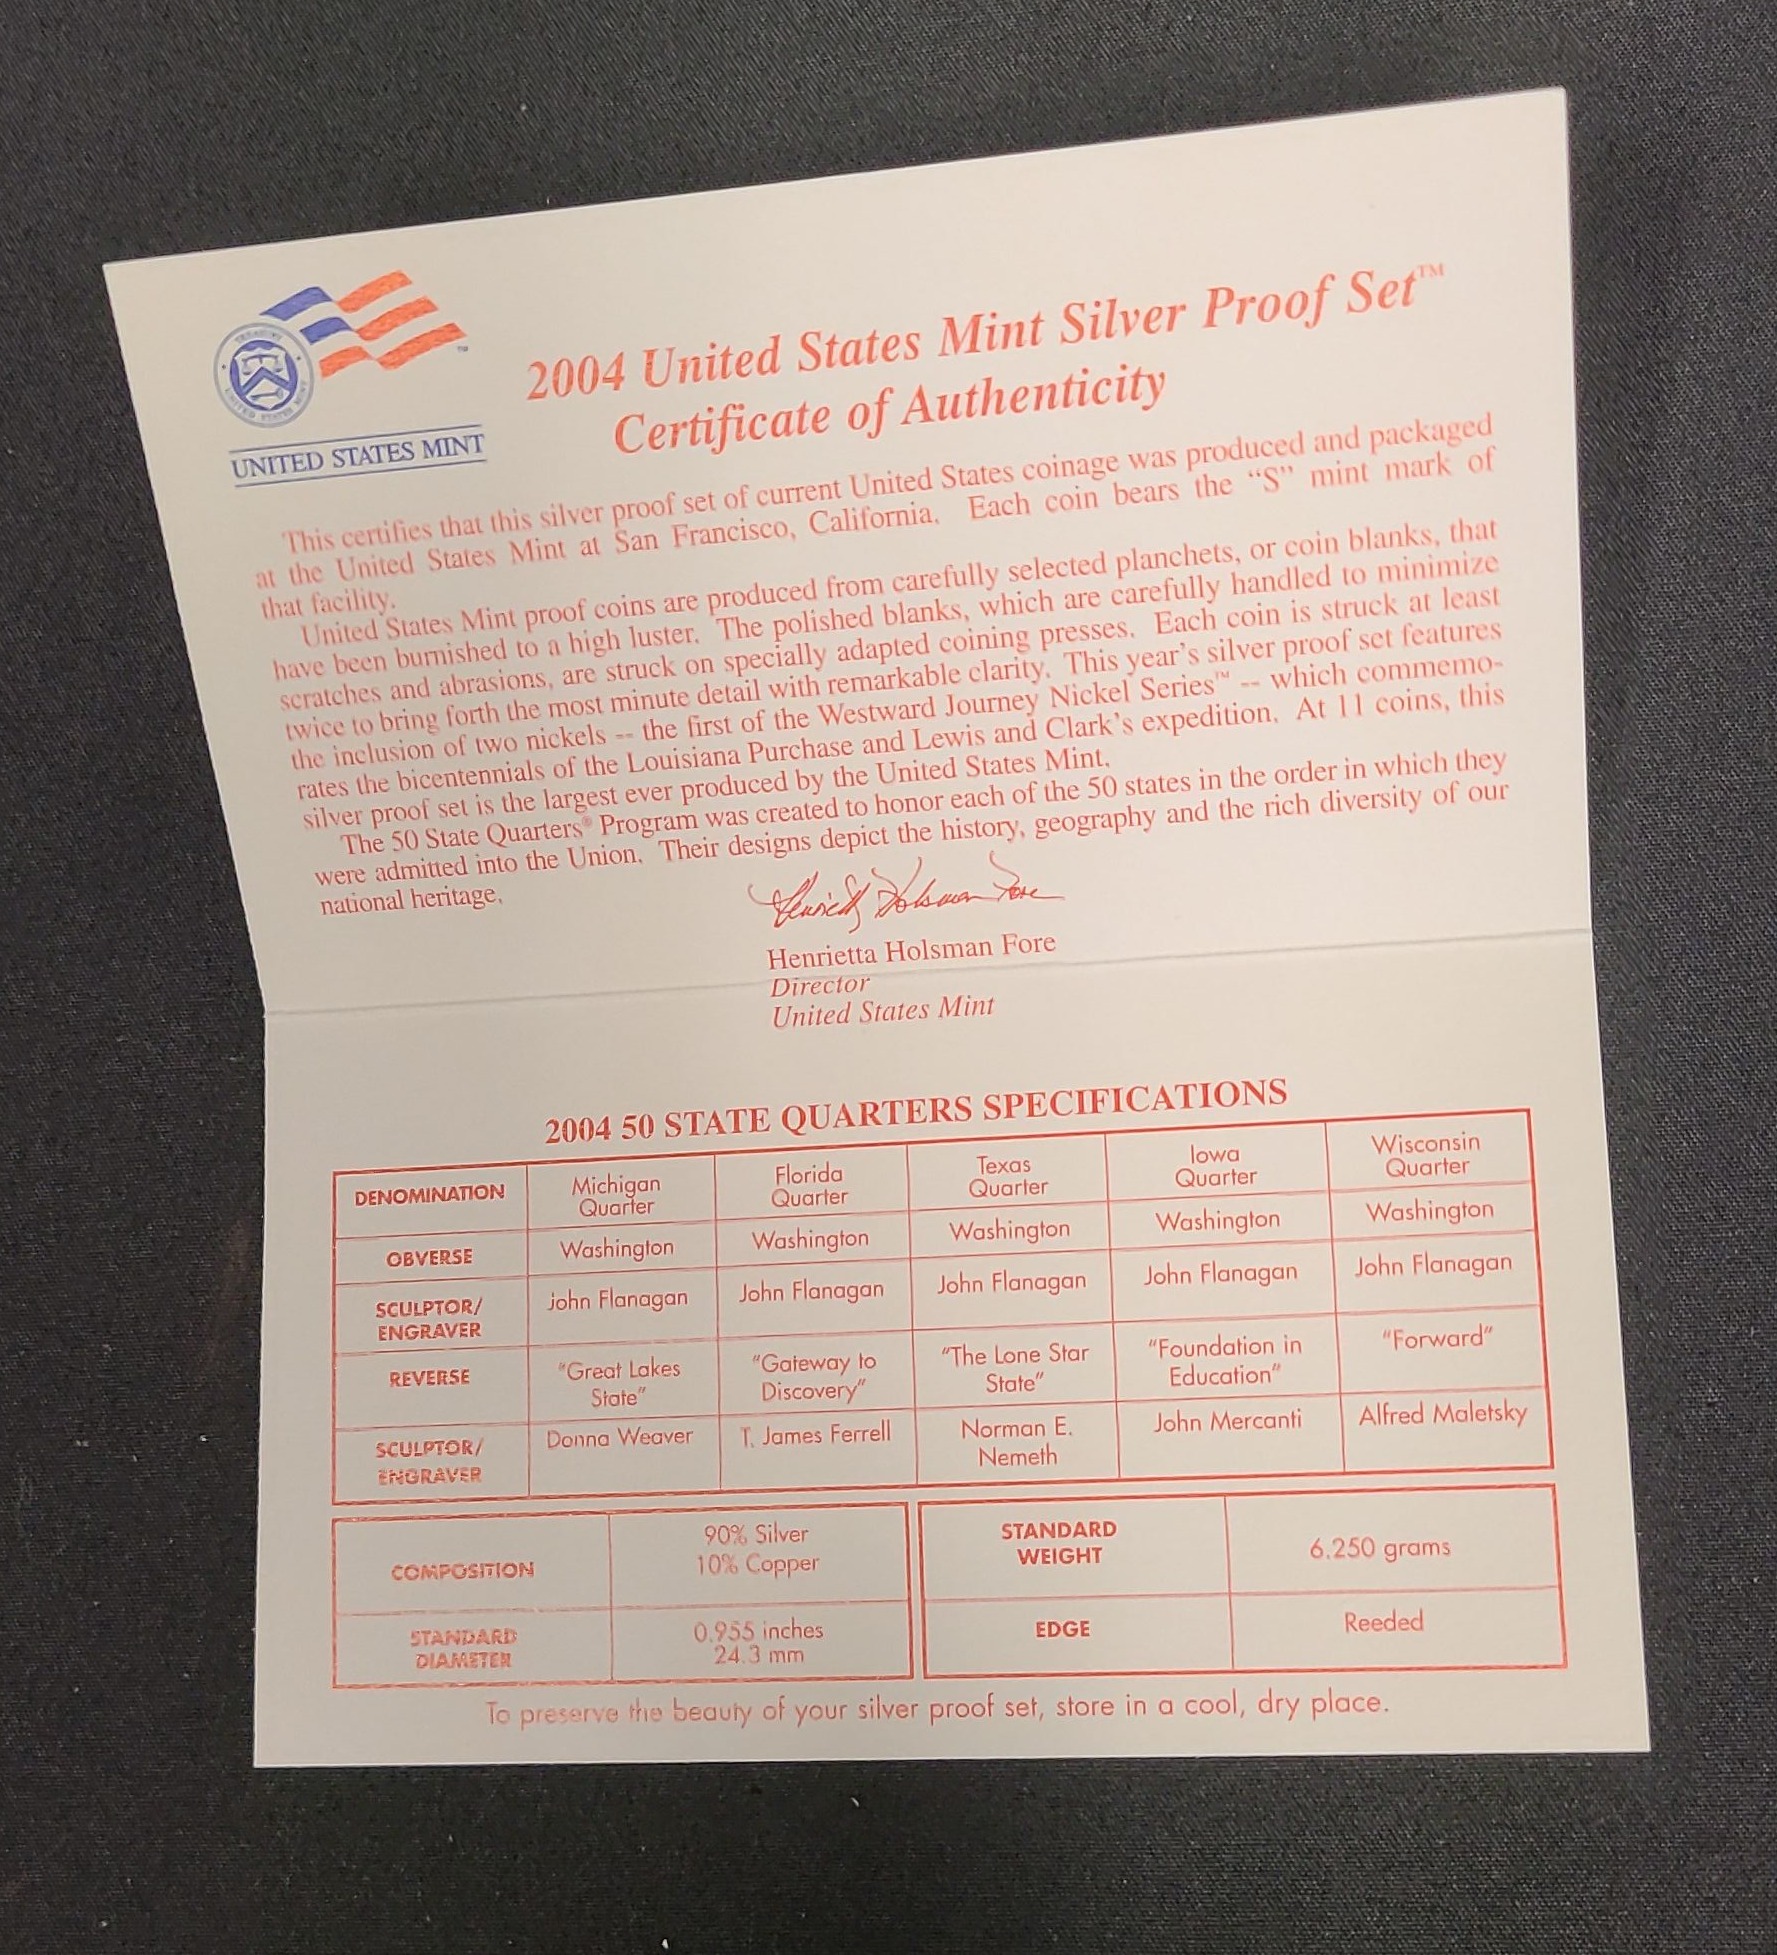 2004 United States Mint Silver Proof Set™
Certificate of Authenticity
UNITED STATES MINT
This certifies that this silver proof set of current United States coinage was produced and packaged
at the United States Mint at San Francisco, California. Each coin bears the “S” mint mark of
that facility.
United States Mint proof coins are produced from carefully selected planchets, or coin blanks, that
have been burnished to a high luster. The polished blanks, which are carefully handled to minimize
scratches and abrasions, are struck on specially adapted coining presses. Each coin is struck at least
twice to bring forth the most minute detail with remarkable clarity. This year’s silver proof set features
the inclusion of two nickels -- the first of the Westward Journey Nickel Series™ -- which commemo-
rates the bicentennials of the Louisiana Purchase and Lewis and Clark’s expedition. At 11 coins, this
silver proof set is the largest ever produced by the United States Mint.
The 50 State Quarters® Program was created to honor each of the 50 states in the order in which they
were admitted into the Union. Their designs depict the history, geography and the rich diversity of our
national heritage.
Henrietta Holsman Fore
Henrietta Holsman Fore
Director
United States Mint
2004 50 STATE QUARTERS SPECIFICATIONS
DENOMINATION Michigan Quarter Florida Quarter Texas Quarter Iowa Quarter Wisconsin Quarter
OBVERSE Washington Washington Washington Washington Washington
SCULPTOR/ ENGRAVER John Flanagan John Flanagan John Flanagan John Flanagan John Flanagan
REVERSE "Great Lakes State" "Gateway to Discovery" "The Lone Star State" "Foundation in Education" "Forward"
SCULPTOR/ ENGRAVER Donna Weaver T. James Ferrell Norman E. Nemeth John Mercanti Alfred Maletsky
COMPOSITION 90% Silver 10% Copper
STANDARD WEIGHT 6.250 grams
STANDARD DIAMETER 0.955 inches 24.3 mm
EDGE Reeded
To preserve the beauty of your silver proof set, store in a cool, dry place.